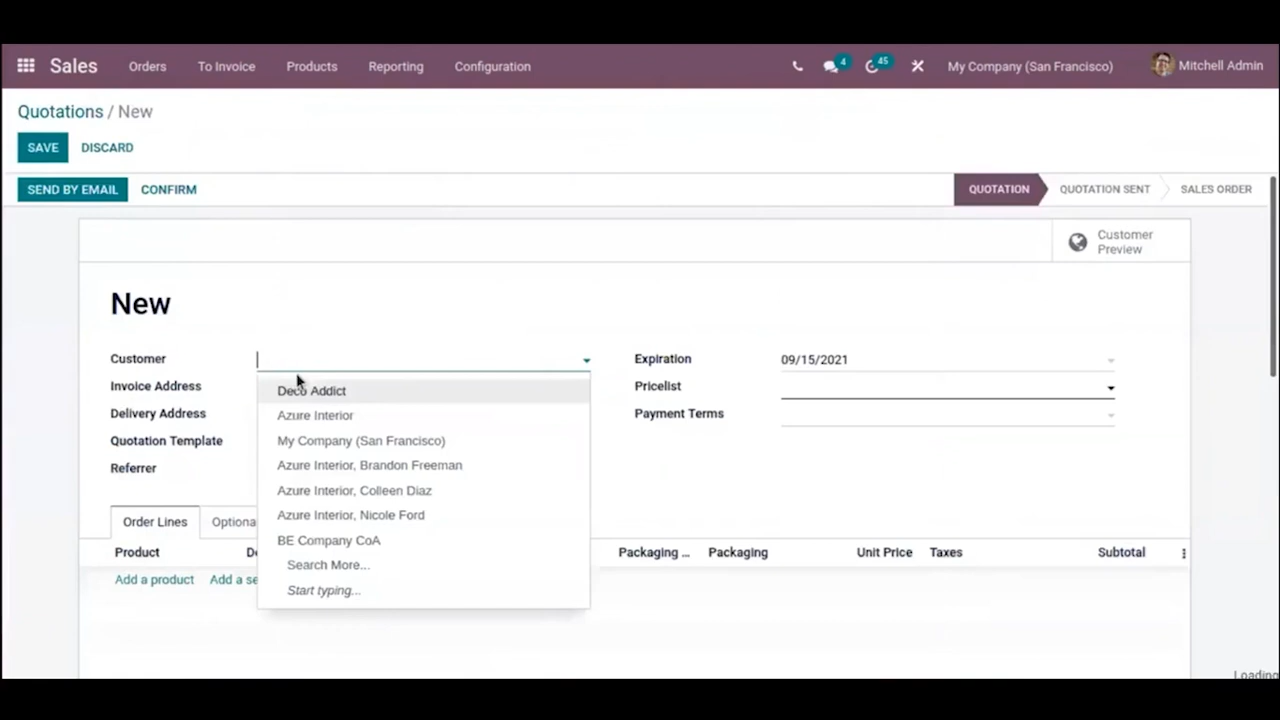 Sales Orders To Invoice Products Reporting Configuration 4 45 My Company (San Francisco) Mitchell Admin
Quotations / New
SAVE DISCARD
SEND BY EMAIL CONFIRM QUOTATION QUOTATION SENT SALES ORDER
Customer
Preview
New
Customer Expiration 09/15/2021
Invoice Address Pricelist
Delivery Address Payment Terms
Quotation Template
Referrer
Deco Addict
Azure Interior
My Company (San Francisco)
Azure Interior, Brandon Freeman
Azure Interior, Colleen Diaz
Azure Interior, Nicole Ford
BE Company CoA
Search More...
Start typing...
Order Lines Optiona
Product De Packaging ... Packaging Unit Price Taxes Subtotal
Add a product Add a se
Loading